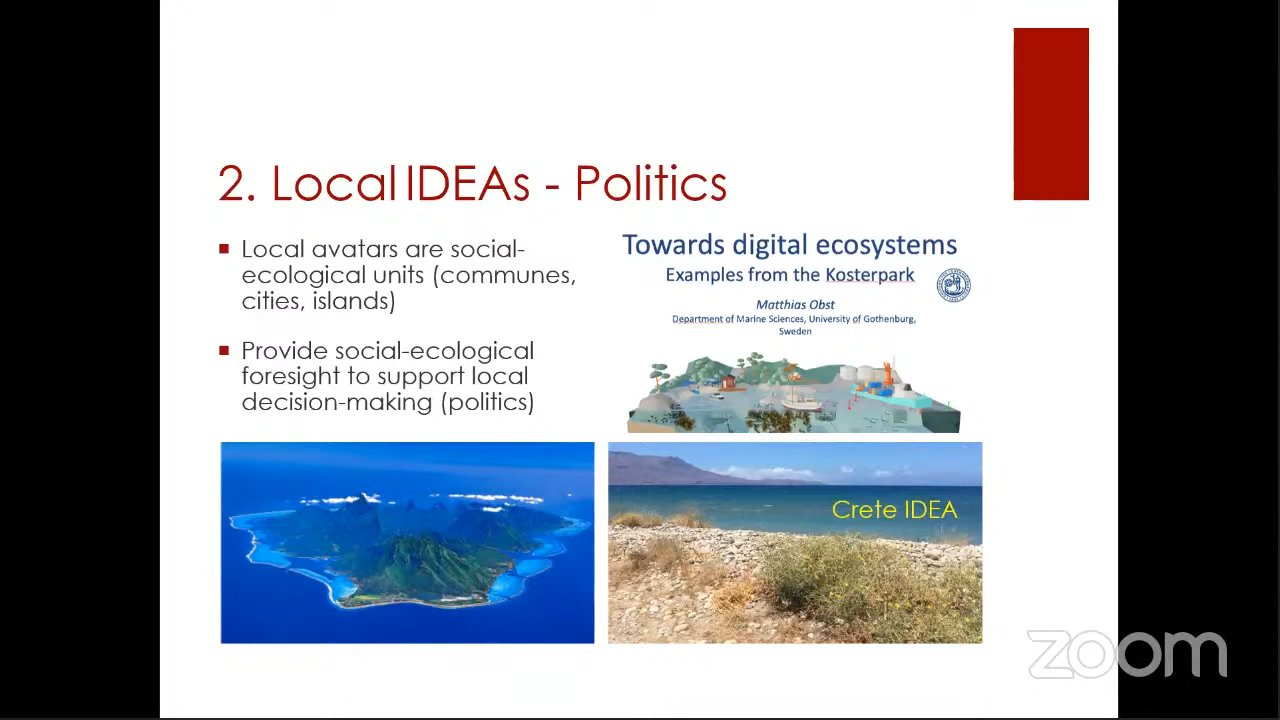 2. Local IDEAs - Politics
Local avatars are social-
ecological units (communes,
cities, islands)
Provide social-ecological
foresight to support local
decision-making (politics)
Towards digital ecosystems
Examples from the Kosterpark
Matthias Obst
Department of Marine Sciences, University of Gothenburg,
Sweden
Crete IDEA
zoom